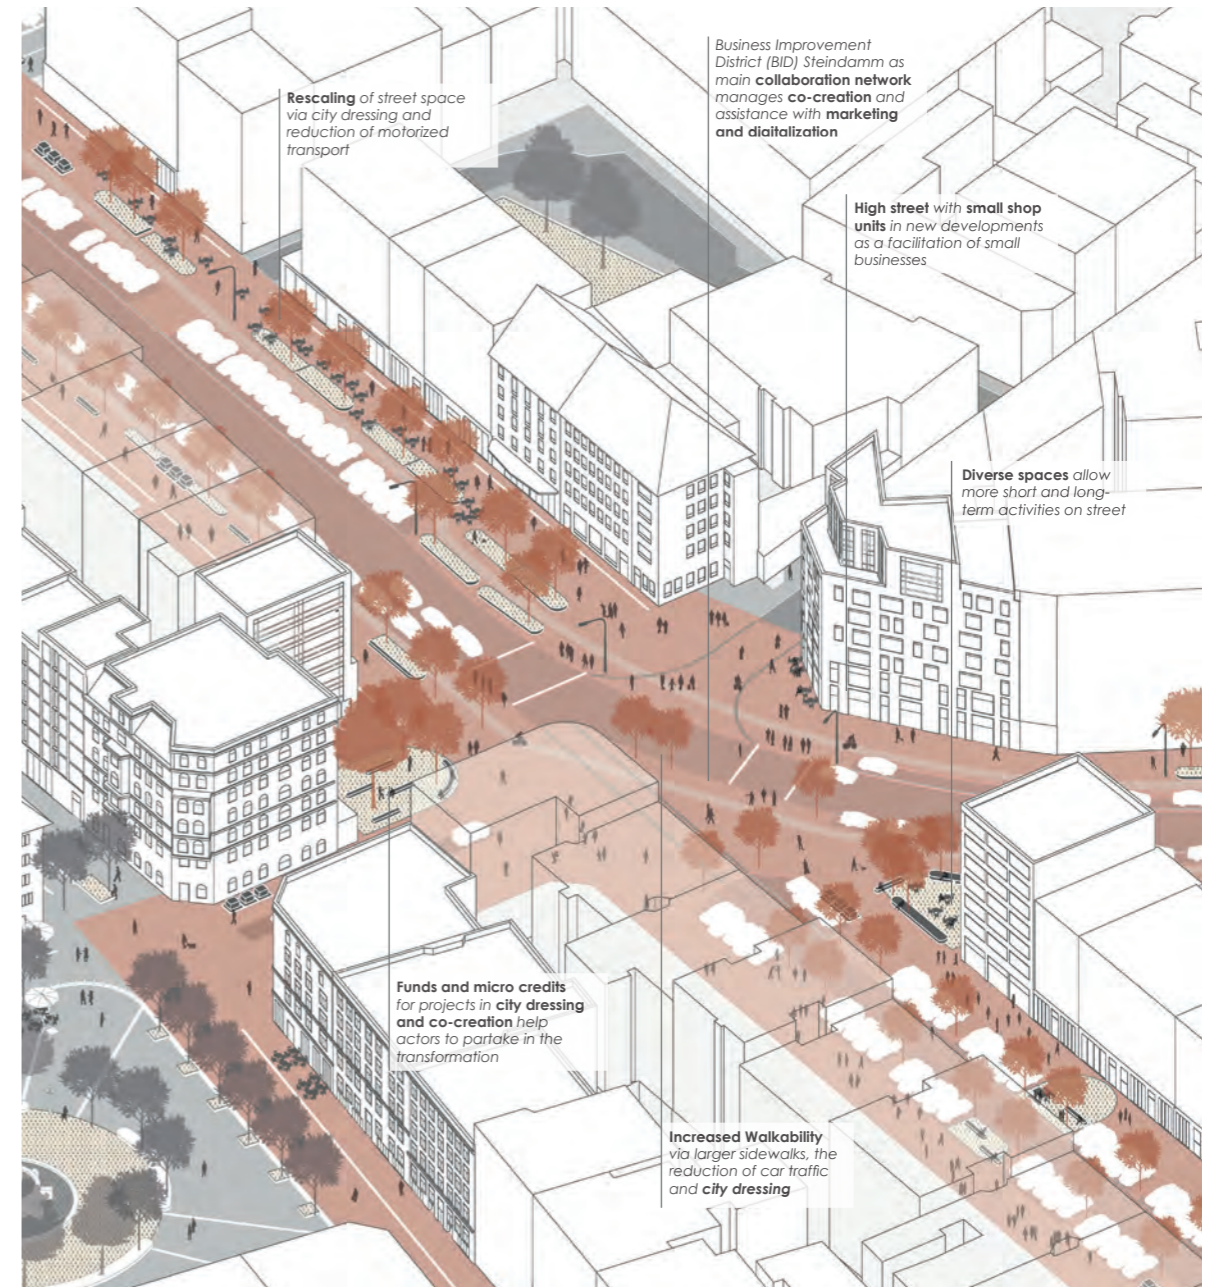 Business Improvement
District (BID) Steindamm as
main collaboration network
manages co-creation and
assistance with marketing
and diaitalization
Rescaling of street space
via city dressing and
reduction of motorized
transport
High street with small shop
units in new developments
as a facilitation of small
businesses
Diverse spaces allow
more short and long-
term activities on street
Funds and micro credits
for projects in city dressing
and co-creation help
actors to partake in the
transformation
Increased Walkability
via larger sidewalks, the
reduction of car traffic
and city dressing